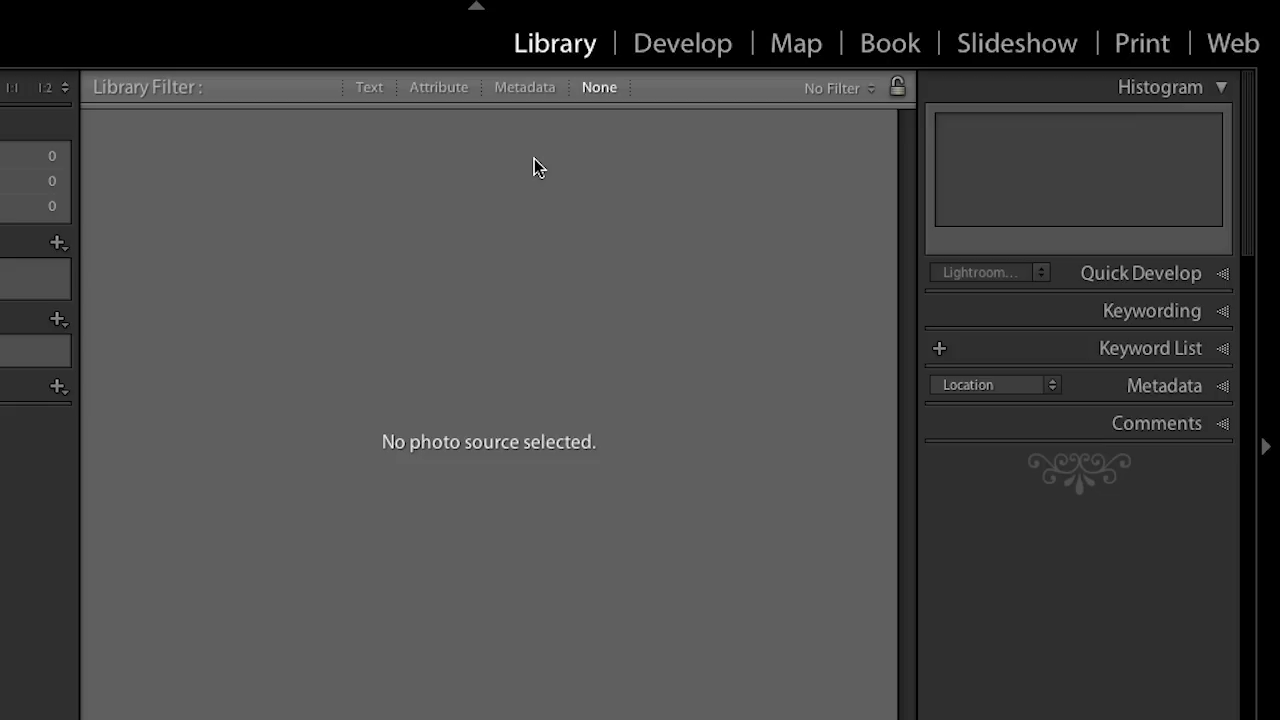 Library | Develop | Map | Book | Slideshow | Print | Web
1:1 1:2
Library Filter : Text Attribute Metadata None No Filter
Histogram
0
0
0
Lightroom... Quick Develop
Keywording
+ Keyword List
Location Metadata
Comments
No photo source selected.